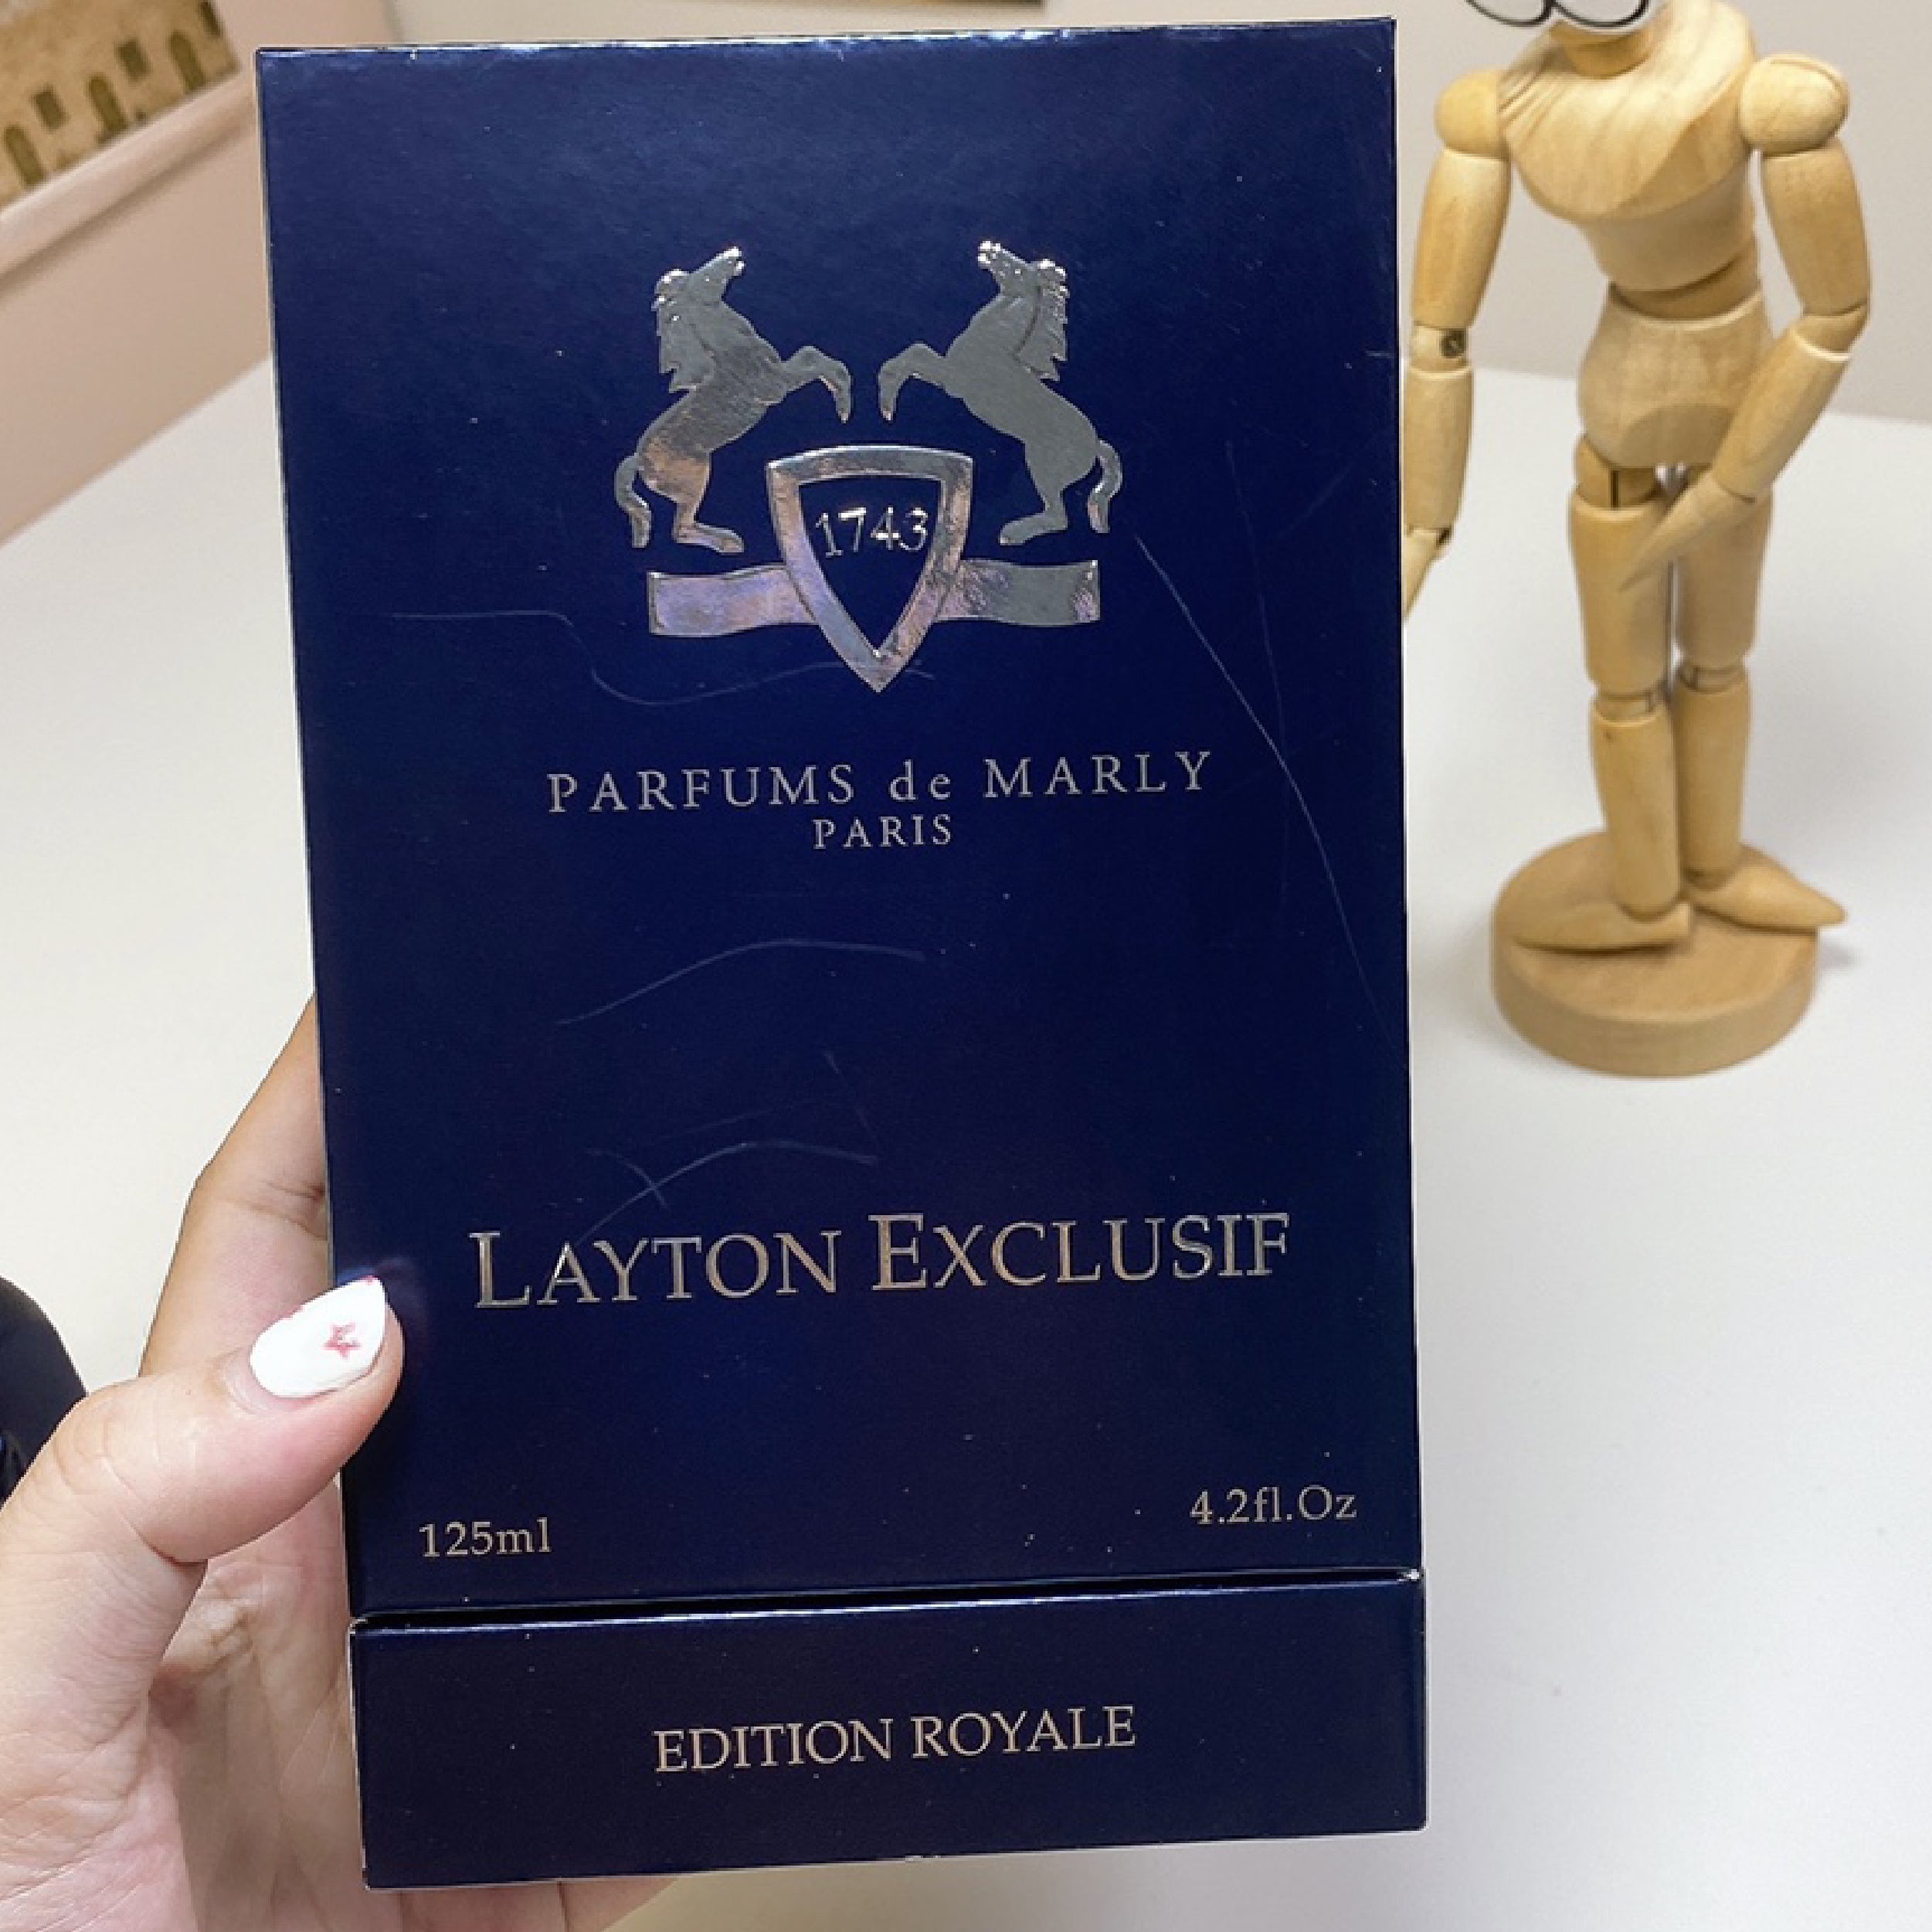 1743
PARFUMS de MARLY
PARIS
LAYTON EXCLUSIF
125ml 4.2fl.Oz
EDITION ROYALE